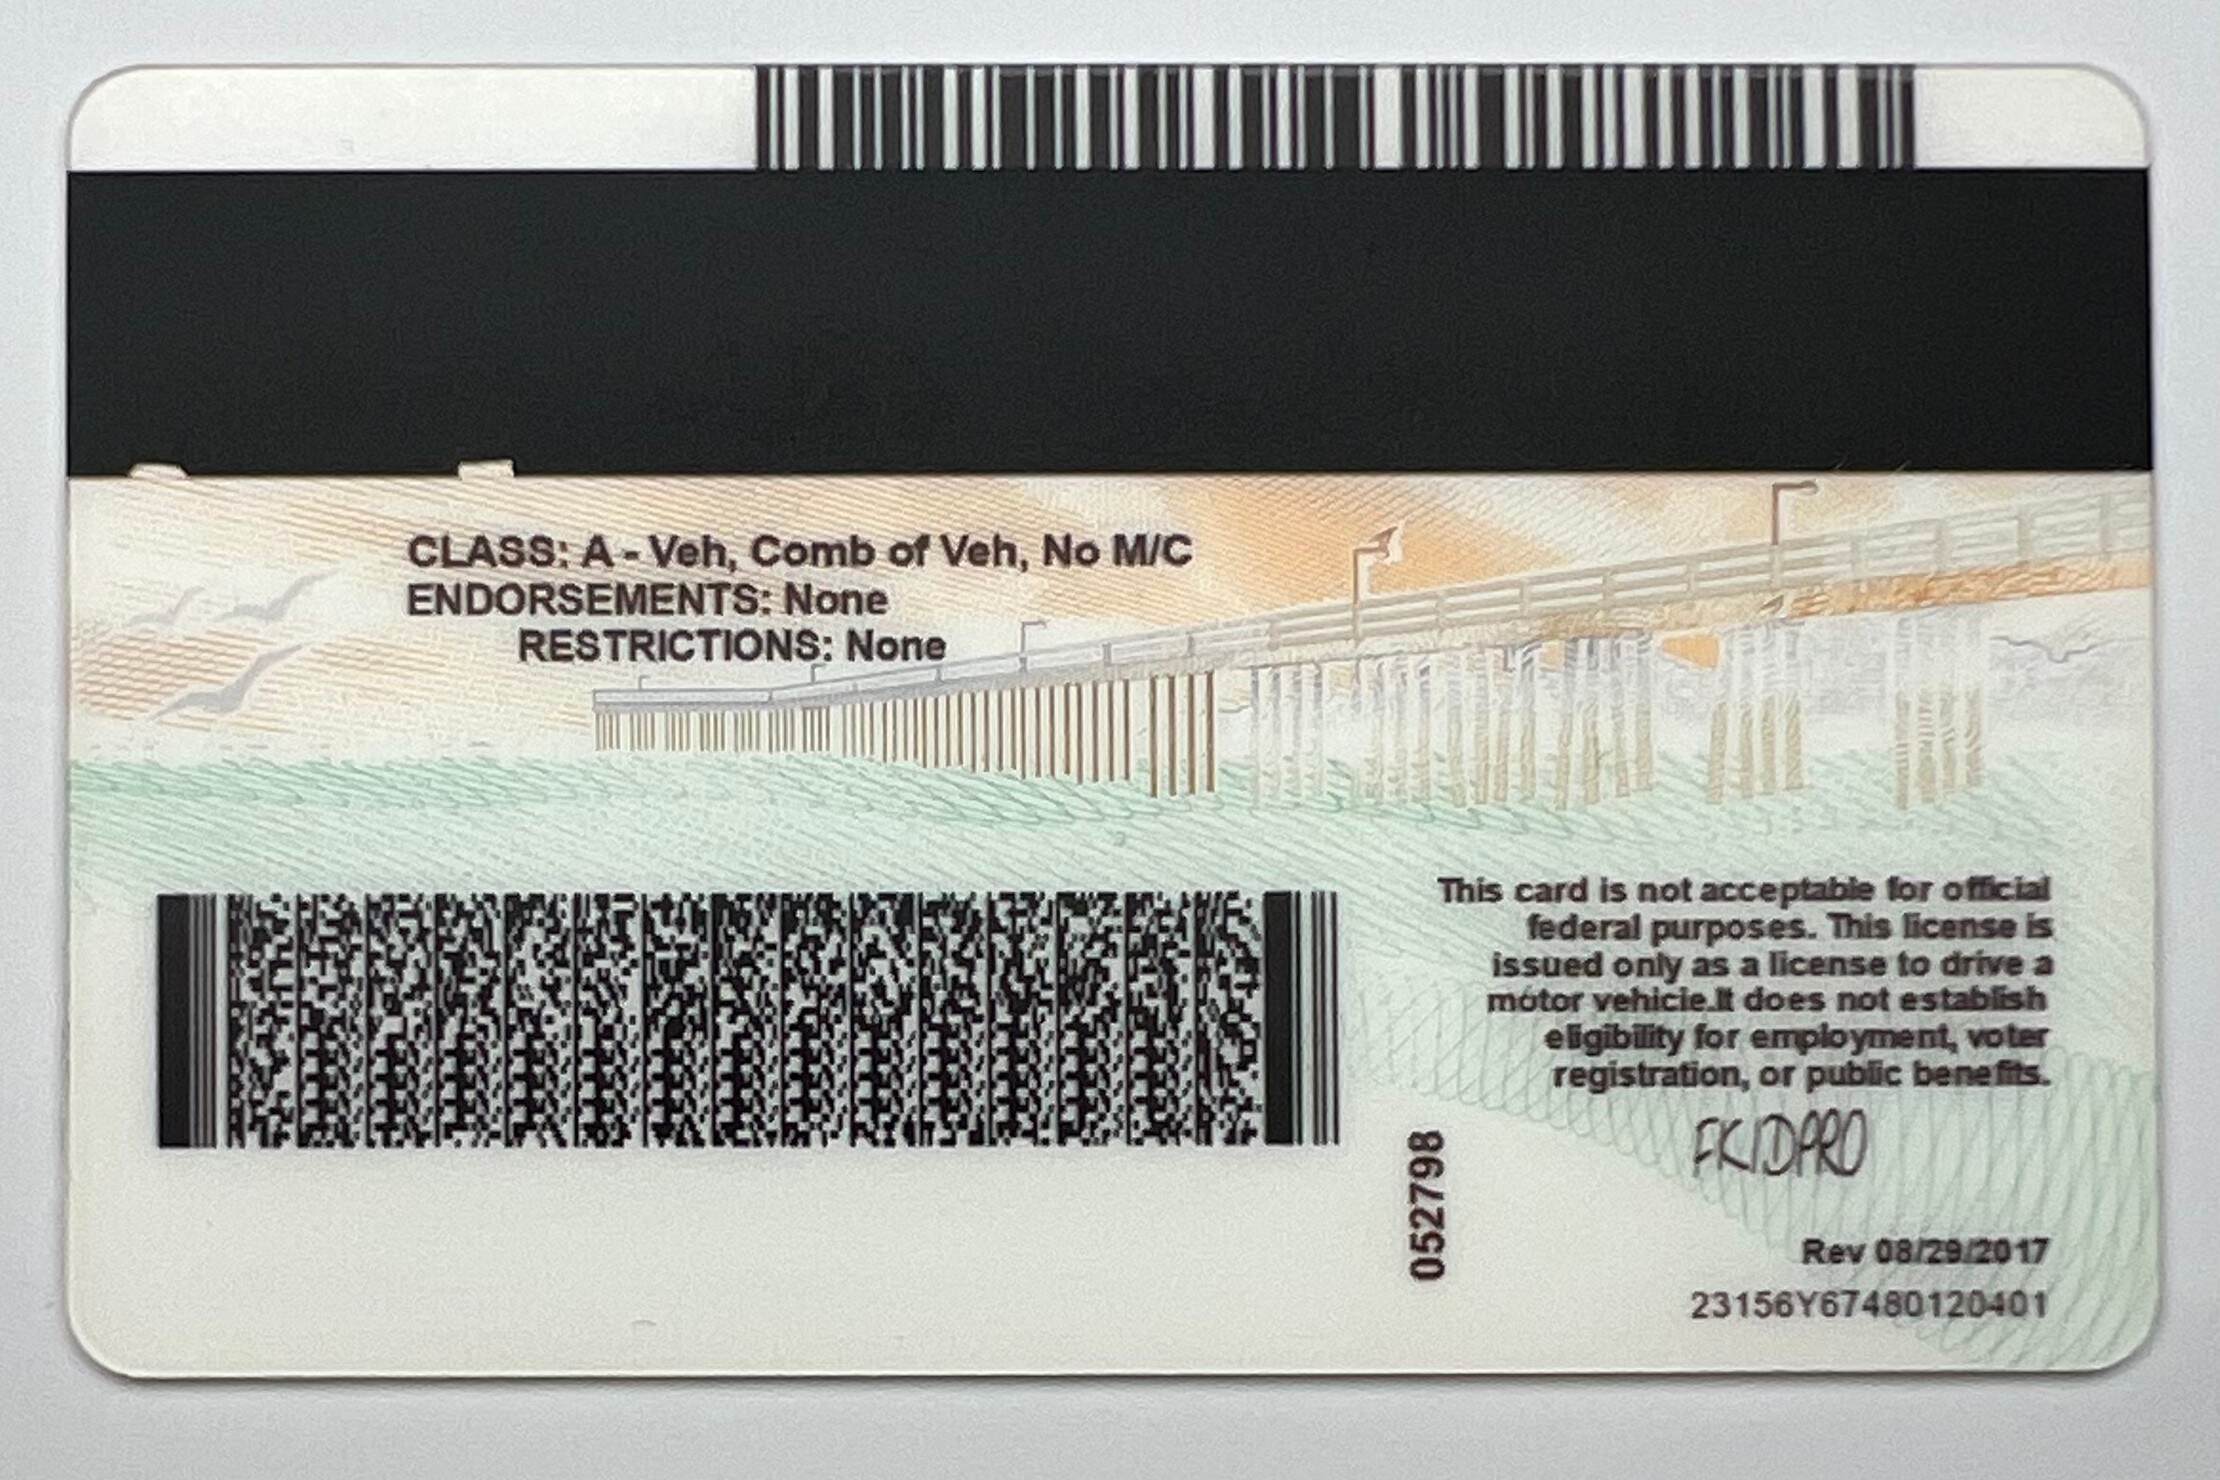 CLASS: A - Veh, Comb of Veh, No M/C
ENDORSEMENTS: None
RESTRICTIONS: None
This card is not acceptable for official
federal purposes. This license is
issued only as a license to drive a
motor vehicie.It does not establish
eligibility for employment, voter
registration, or public benefits.
FKIDPRO
052798
Rev 08/29/2017
23156Y67480120401